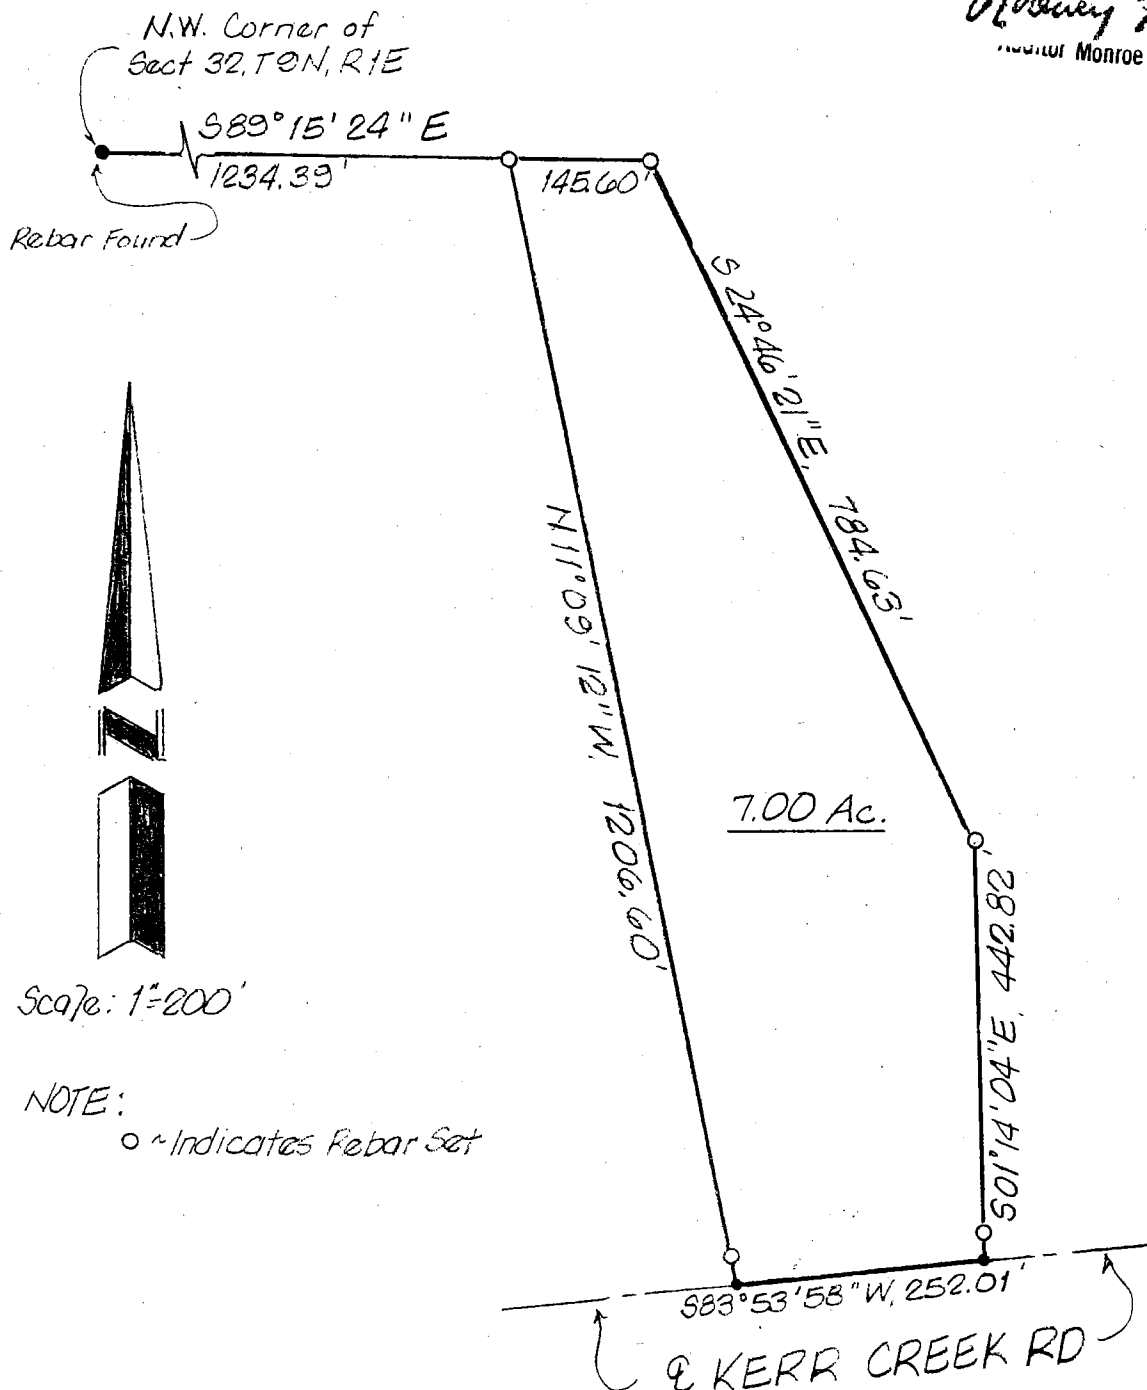 Auditor Monroe
N.W. Corner of
Sect 32, T9N, R1E
S89°15'24"E
1234.39'
145.60'
Rebar Found
S 24°46'21"E, 784.63'
N11°09'12"W, 1206.60'
7.00 Ac.
S01°14'04"E, 442.82'
Scale: 1"=200'
NOTE:
o ~ Indicates Rebar Set
S83°53'58"W, 252.01'
℄ KERR CREEK RD